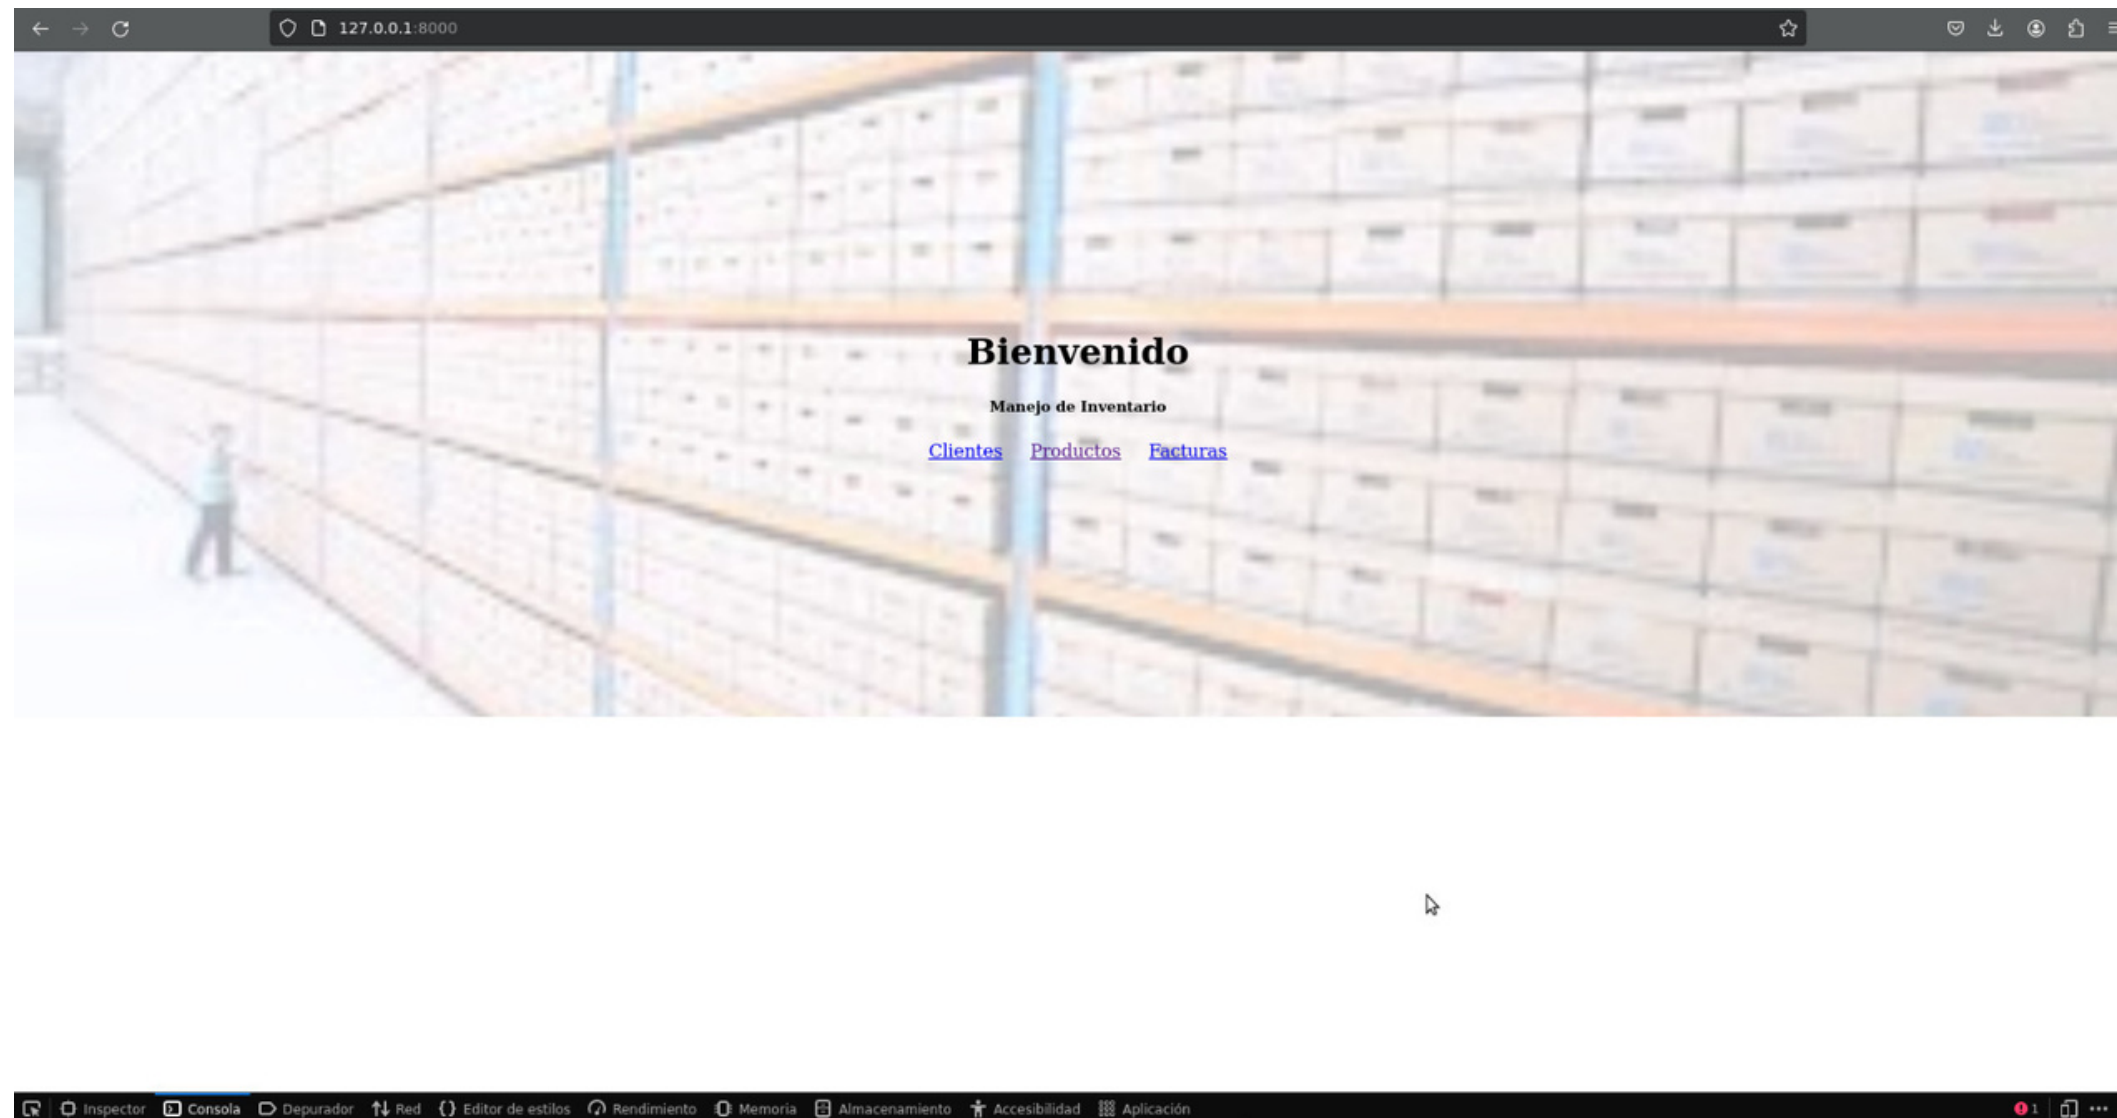 127.0.0.1:8000
Bienvenido
Manejo de Inventario
Clientes Productos Facturas
Inspector Consola Depurador Red Editor de estilos Rendimiento Memoria Almacenamiento Accesibilidad Aplicación 1